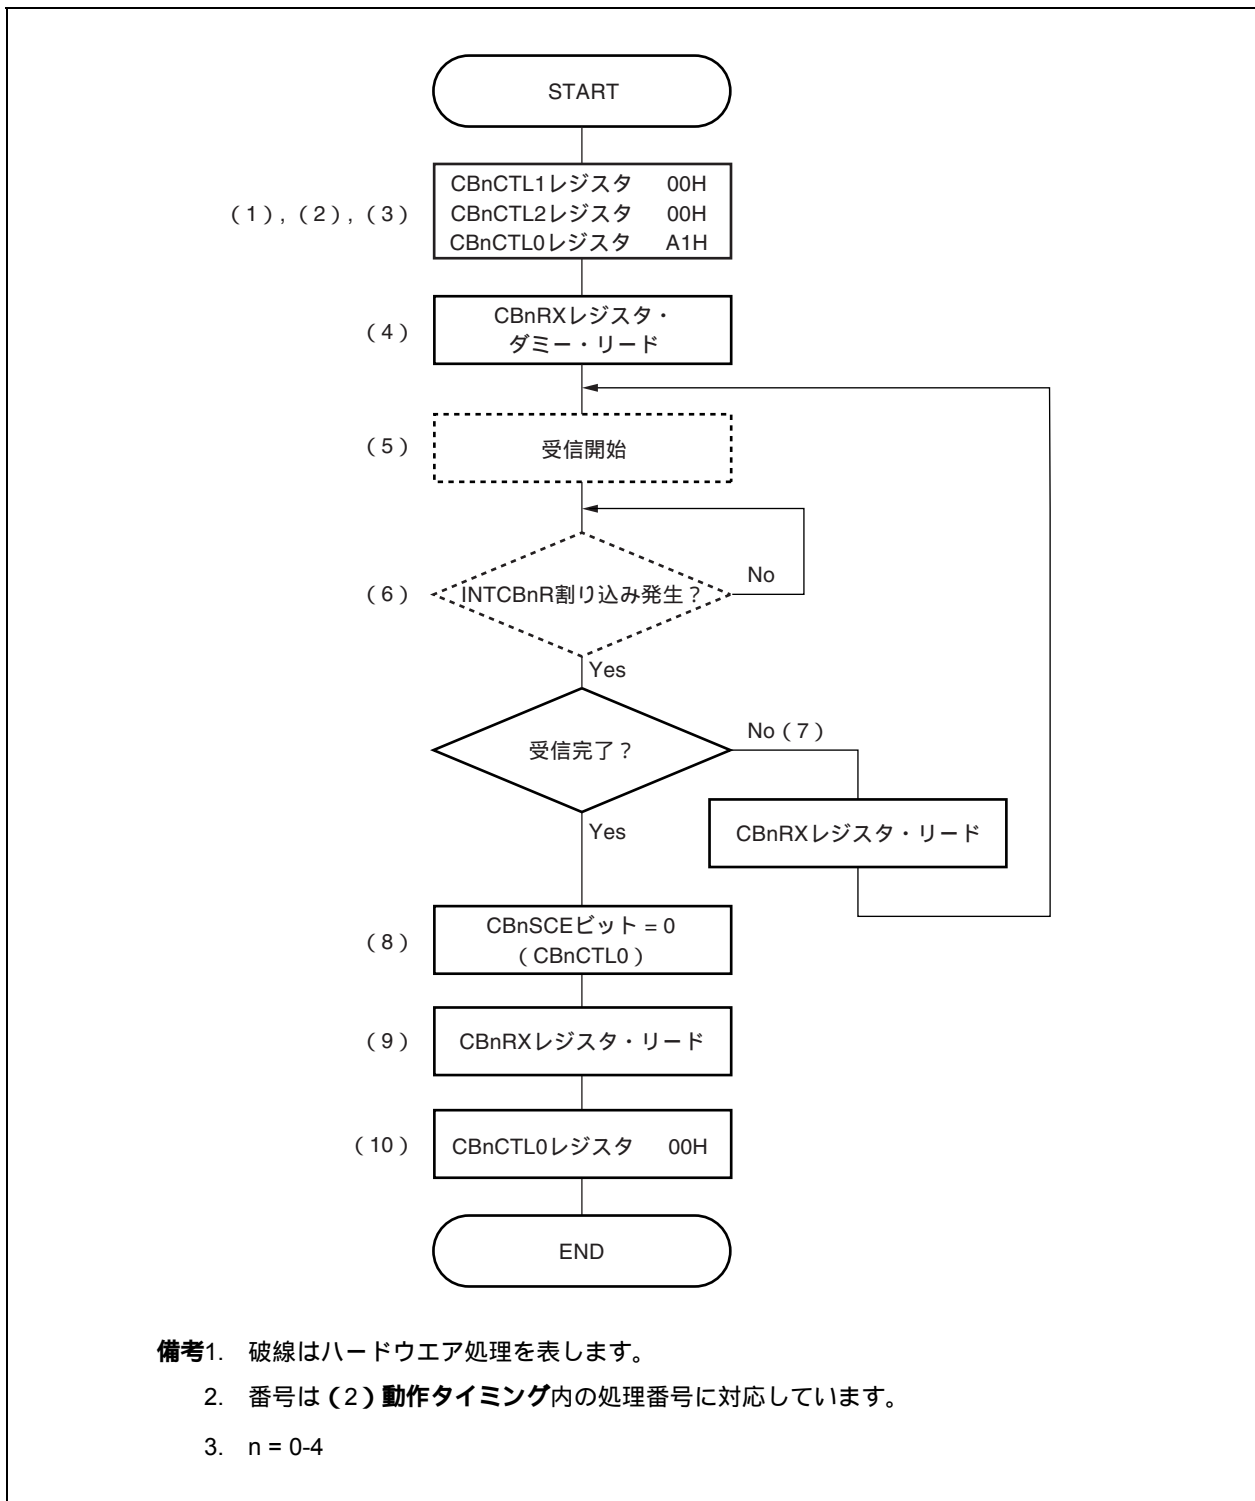 START
CBnCTL1レジスタ 00H
(1), (2), (3) CBnCTL2レジスタ 00H
CBnCTL0レジスタ A1H
(4) CBnRXレジスタ・
ダミー・リード
(5) 受信開始
(6) INTCBnR割り込み発生？ No
Yes
受信完了？ No (7)
Yes
CBnRXレジスタ・リード
(8) CBnSCEビット = 0
(CBnCTL0)
(9) CBnRXレジスタ・リード
(10) CBnCTL0レジスタ 00H
END
備考1. 破線はハードウエア処理を表します。
2. 番号は(2)動作タイミング内の処理番号に対応しています。
3. n = 0-4